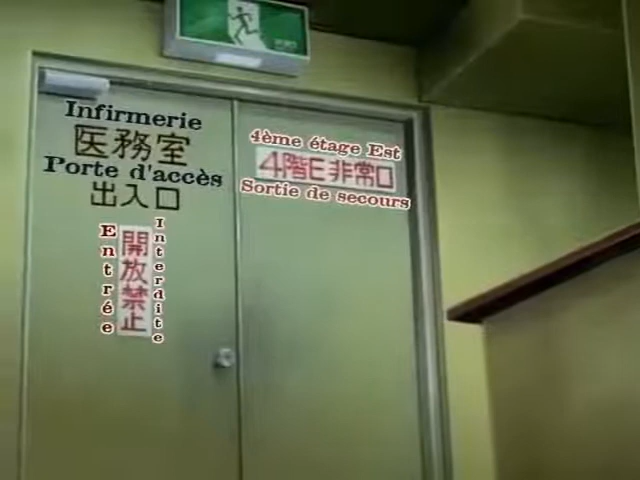 Infirmerie
医務室
Porte d'accès
出入口
4ème étage Est
4階E非常口
Sortie de secours
Entrée
開放禁止
Interdite